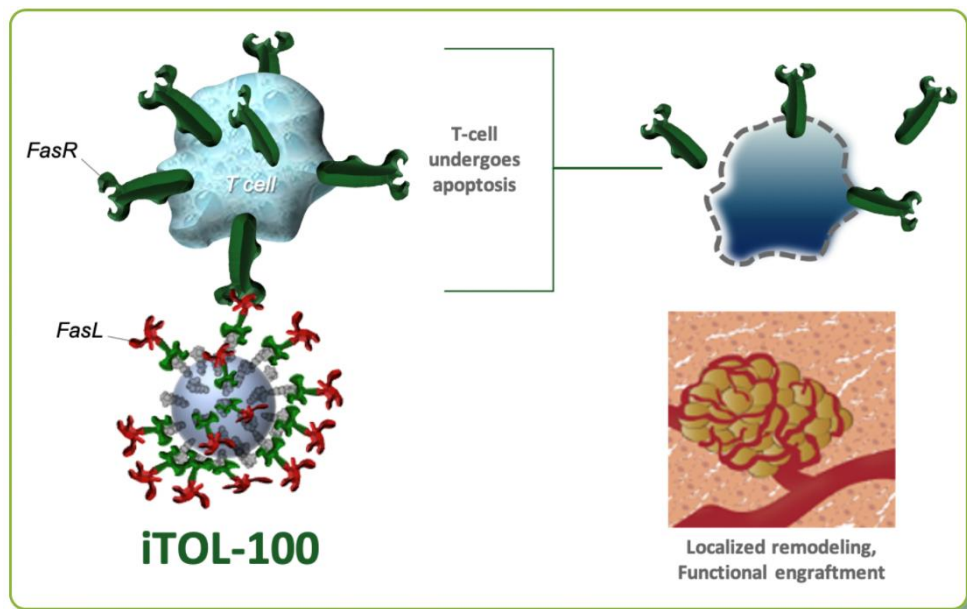 FasR
T cell
T-cell
undergoes
apoptosis
FasL
iTOL-100
Localized remodeling,
Functional engraftment